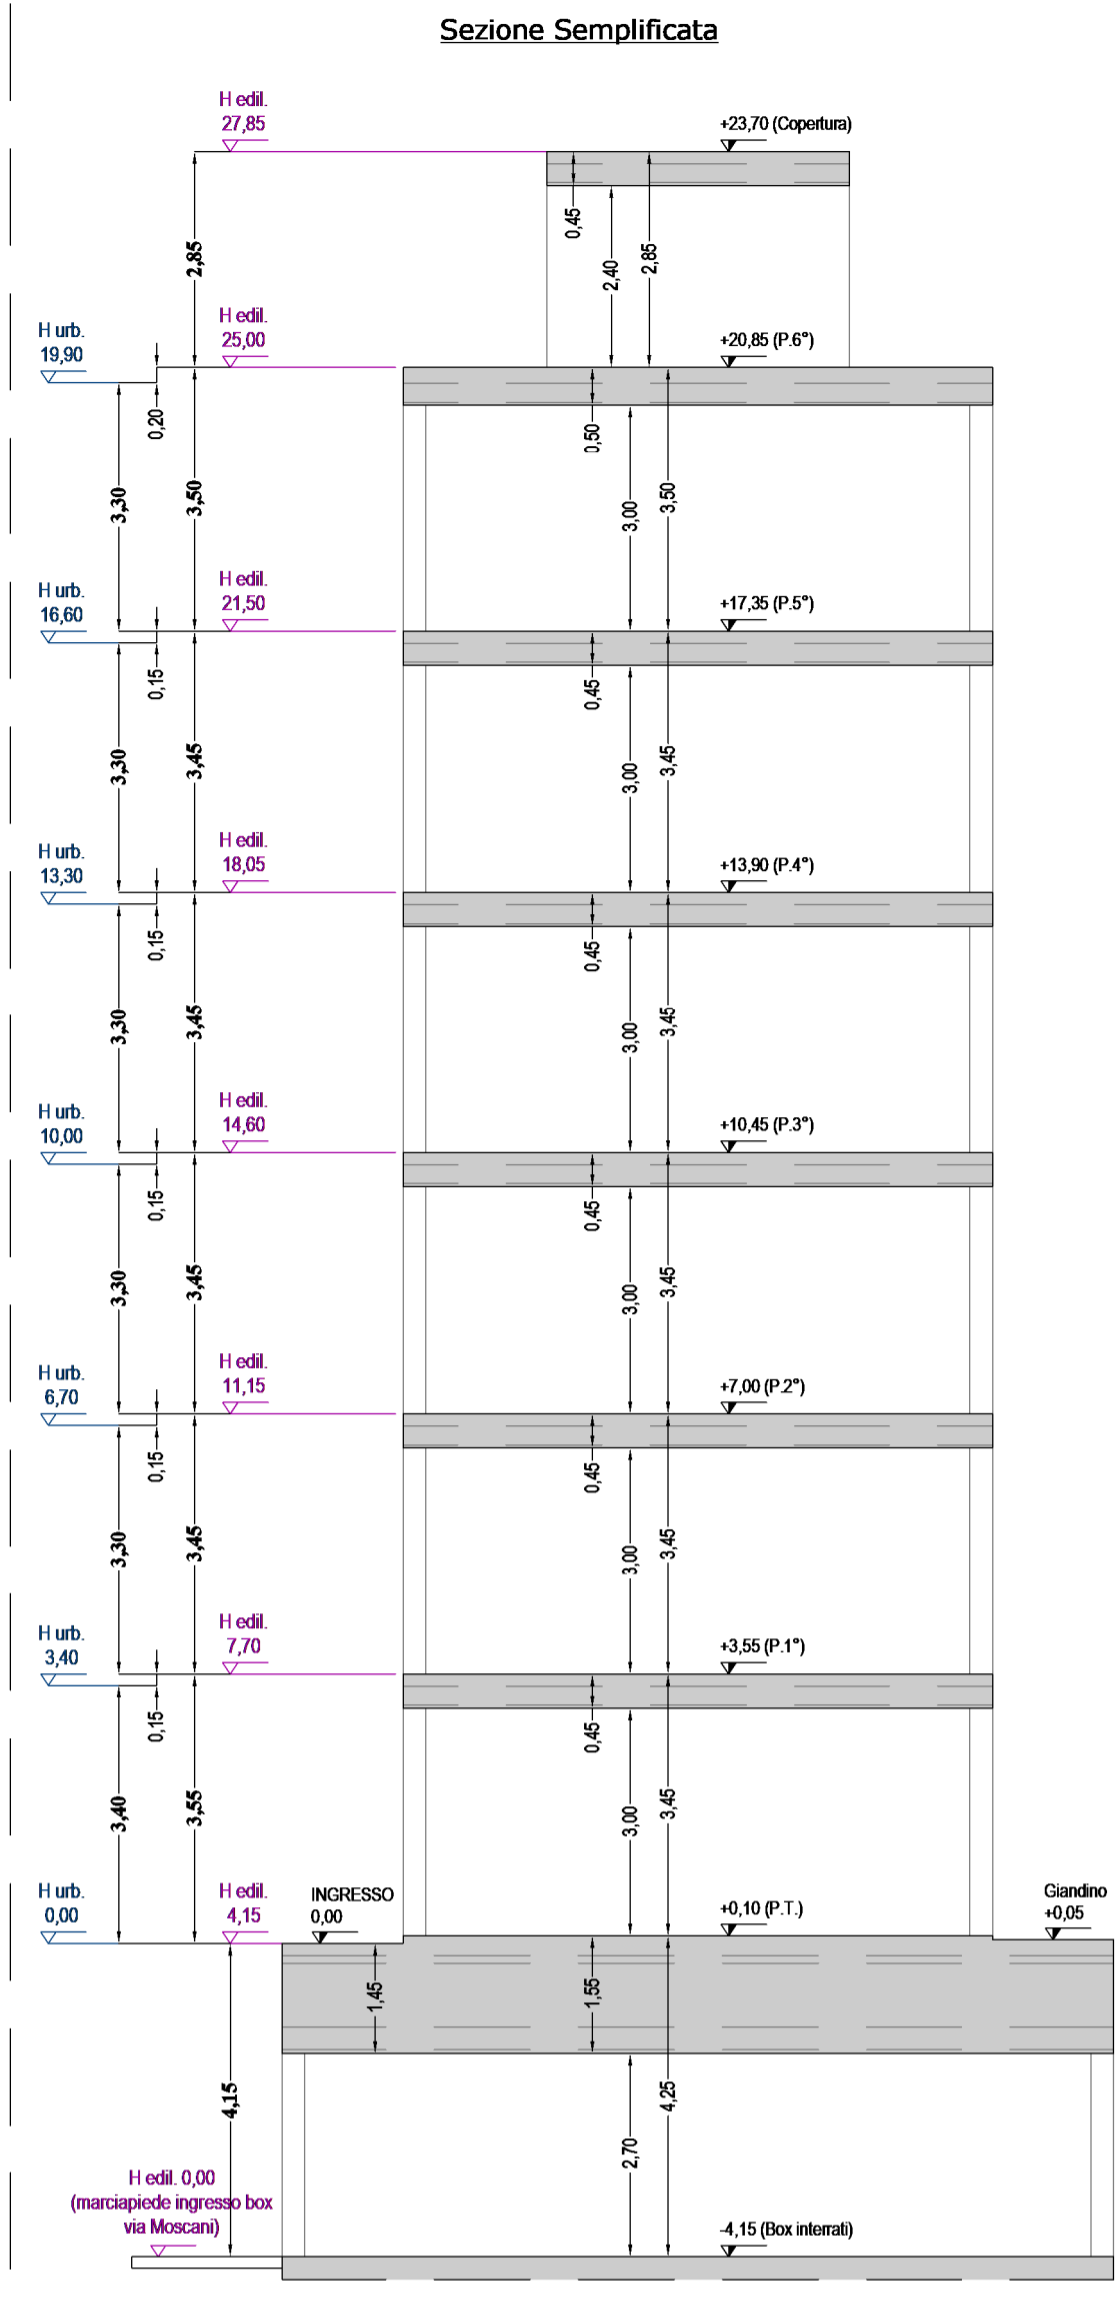 Sezione Semplificata
H edil.
27,85
+23,70 (Copertura)
0,45
2,40
2,85
2,85
H urb.
19,90
H edil.
25,00
+20,85 (P.6°)
0,20
0,50
3,30
3,50
3,00
3,50
H urb.
16,60
H edil.
21,50
+17,35 (P.5°)
0,15
0,45
3,30
3,45
3,00
3,45
H urb.
13,30
H edil.
18,05
+13,90 (P.4°)
0,15
0,45
3,30
3,45
3,00
3,45
H urb.
10,00
H edil.
14,60
+10,45 (P.3°)
0,15
0,45
3,30
3,45
3,00
3,45
H urb.
6,70
H edil.
11,15
+7,00 (P.2°)
0,15
0,45
3,30
3,45
3,00
3,45
H urb.
3,40
H edil.
7,70
+3,55 (P.1°)
0,15
0,45
3,40
3,55
3,00
3,45
H urb.
0,00
H edil.
4,15
INGRESSO
0,00
+0,10 (P.T.)
Giandino
+0,05
1,45
1,55
4,15
4,25
2,70
H edil. 0,00
(marciapiede ingresso box
via Moscani)
-4,15 (Box interrati)